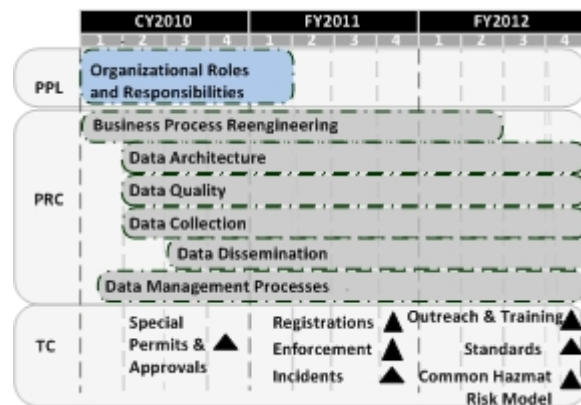 CY2010 FY2011 FY2012
1 2 3 4 1 2 3 4 1 2 3 4
PPL
Organizational Roles
and Responsibilities
PRC
Business Process Reengineering
Data Architecture
Data Quality
Data Collection
Data Dissemination
Data Management Processes
TC
Special
Permits &
Approvals
Registrations
Enforcement
Incidents
Outreach & Training
Standards
Common Hazmat
Risk Model